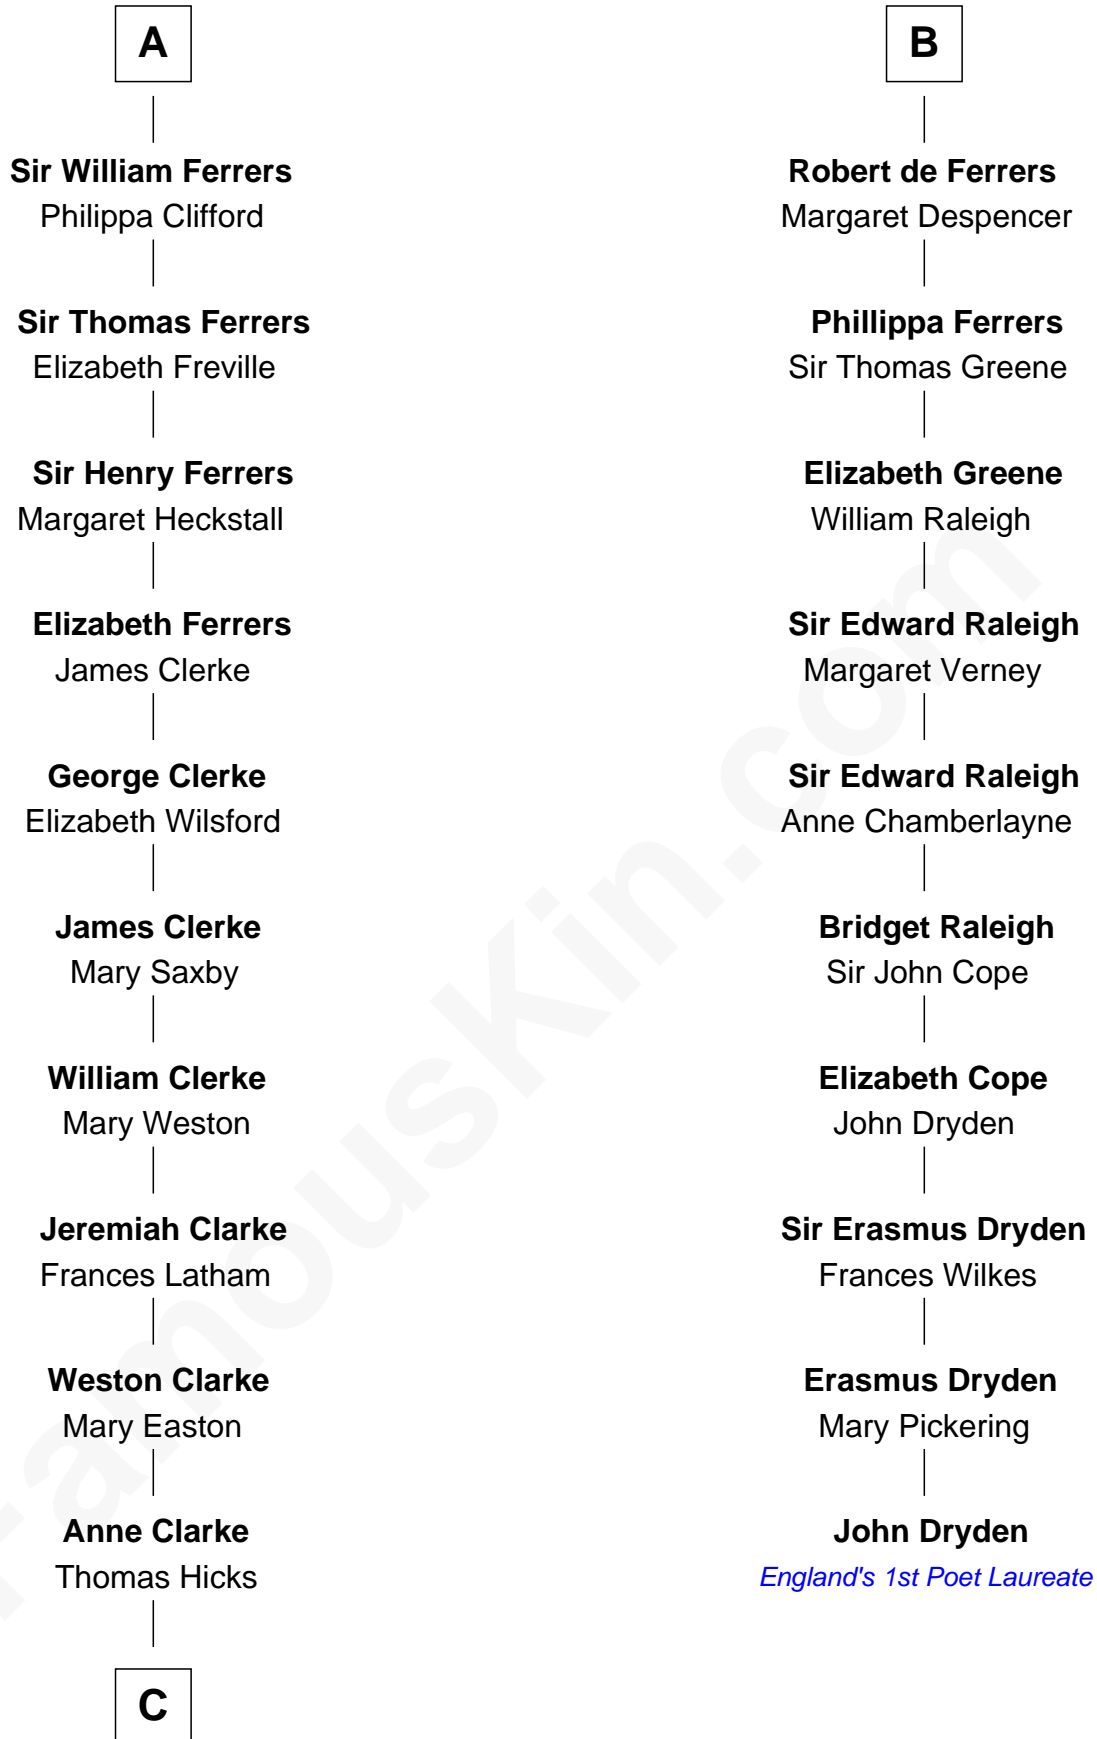 A
Sir William Ferrers
Philippa Clifford
Sir Thomas Ferrers
Elizabeth Freville
Sir Henry Ferrers
Margaret Heckstall
Elizabeth Ferrers
James Clerke
George Clerke
Elizabeth Wilsford
James Clerke
Mary Saxby
William Clerke
Mary Weston
Jeremiah Clarke
Frances Latham
Weston Clarke
Mary Easton
Anne Clarke
Thomas Hicks
C
B
Robert de Ferrers
Margaret Despencer
Phillippa Ferrers
Sir Thomas Greene
Elizabeth Greene
William Raleigh
Sir Edward Raleigh
Margaret Verney
Sir Edward Raleigh
Anne Chamberlayne
Bridget Raleigh
Sir John Cope
Elizabeth Cope
John Dryden
Sir Erasmus Dryden
Frances Wilkes
Erasmus Dryden
Mary Pickering
John Dryden
England's 1st Poet Laureate
FamousKin.com